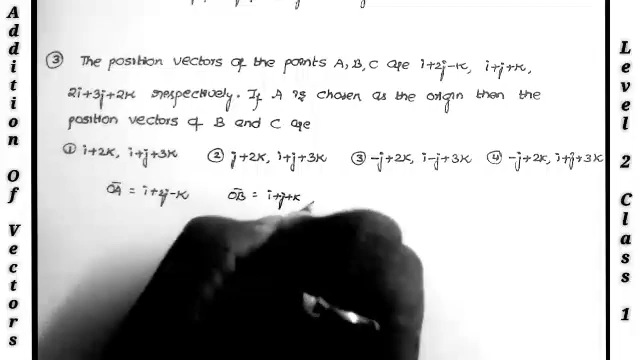 Addition Of Vectors
③ The position vectors of the points A, B, C are i+2j-k, i+j+k,
2i+3j+2k respectively. If A is chosen as the origin then the
position vectors of B and C are
① i+2k, i+j+3k ② j+2k, i+j+3k ③ -j+2k, i-j+3k ④ -j+2k, i+j+3k
OA = i+2j-k OB = i+j+k
Level 2 Class 1